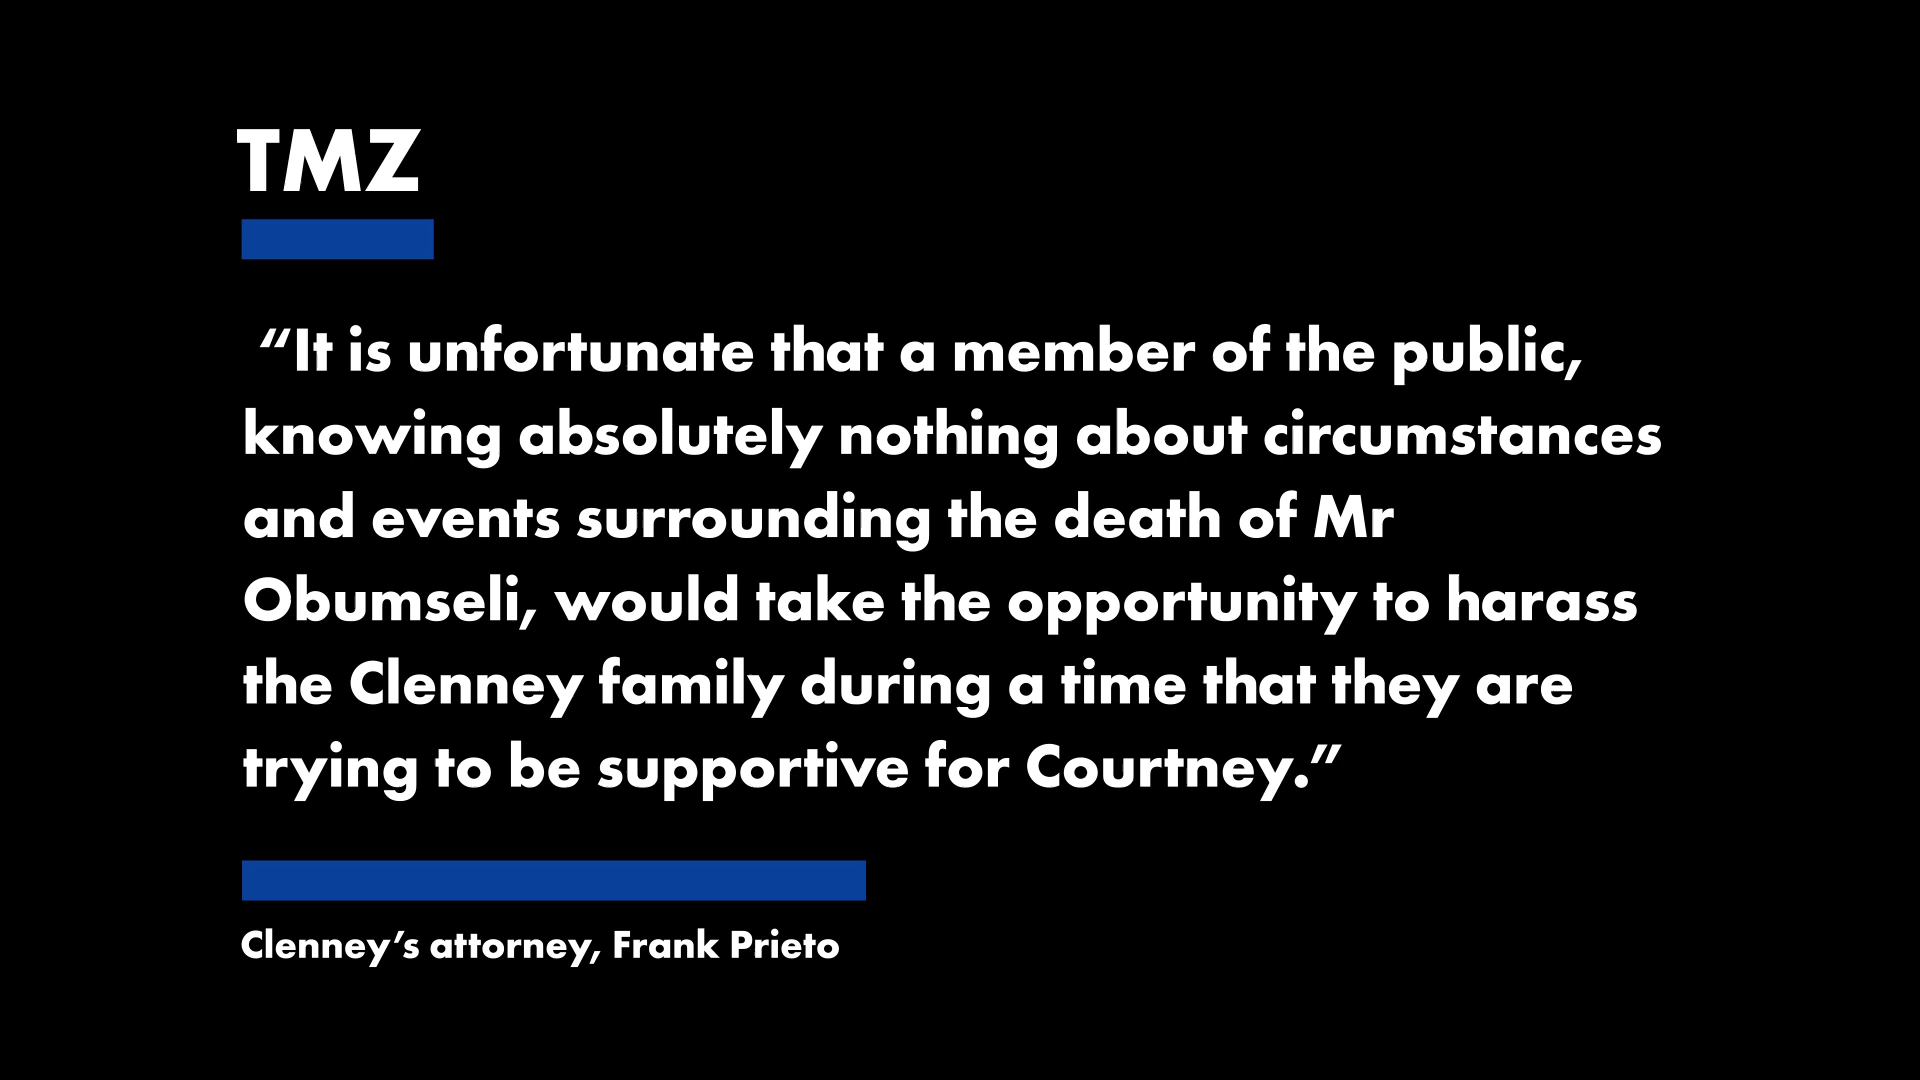 TMZ
“It is unfortunate that a member of the public,
knowing absolutely nothing about circumstances
and events surrounding the death of Mr
Obumseli, would take the opportunity to harass
the Clenney family during a time that they are
trying to be supportive for Courtney.”
Clenney’s attorney, Frank Prieto